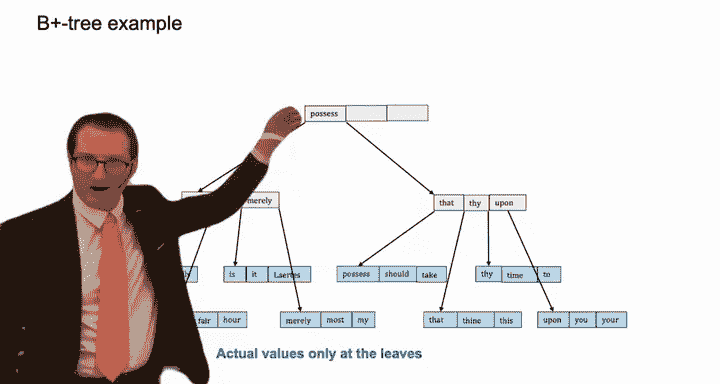 B+-tree example
possess
merely
that thy upon
is it Laertes
possess should take
thy time to
fair hour
merely most my
that thine this
upon you your
Actual values only at the leaves